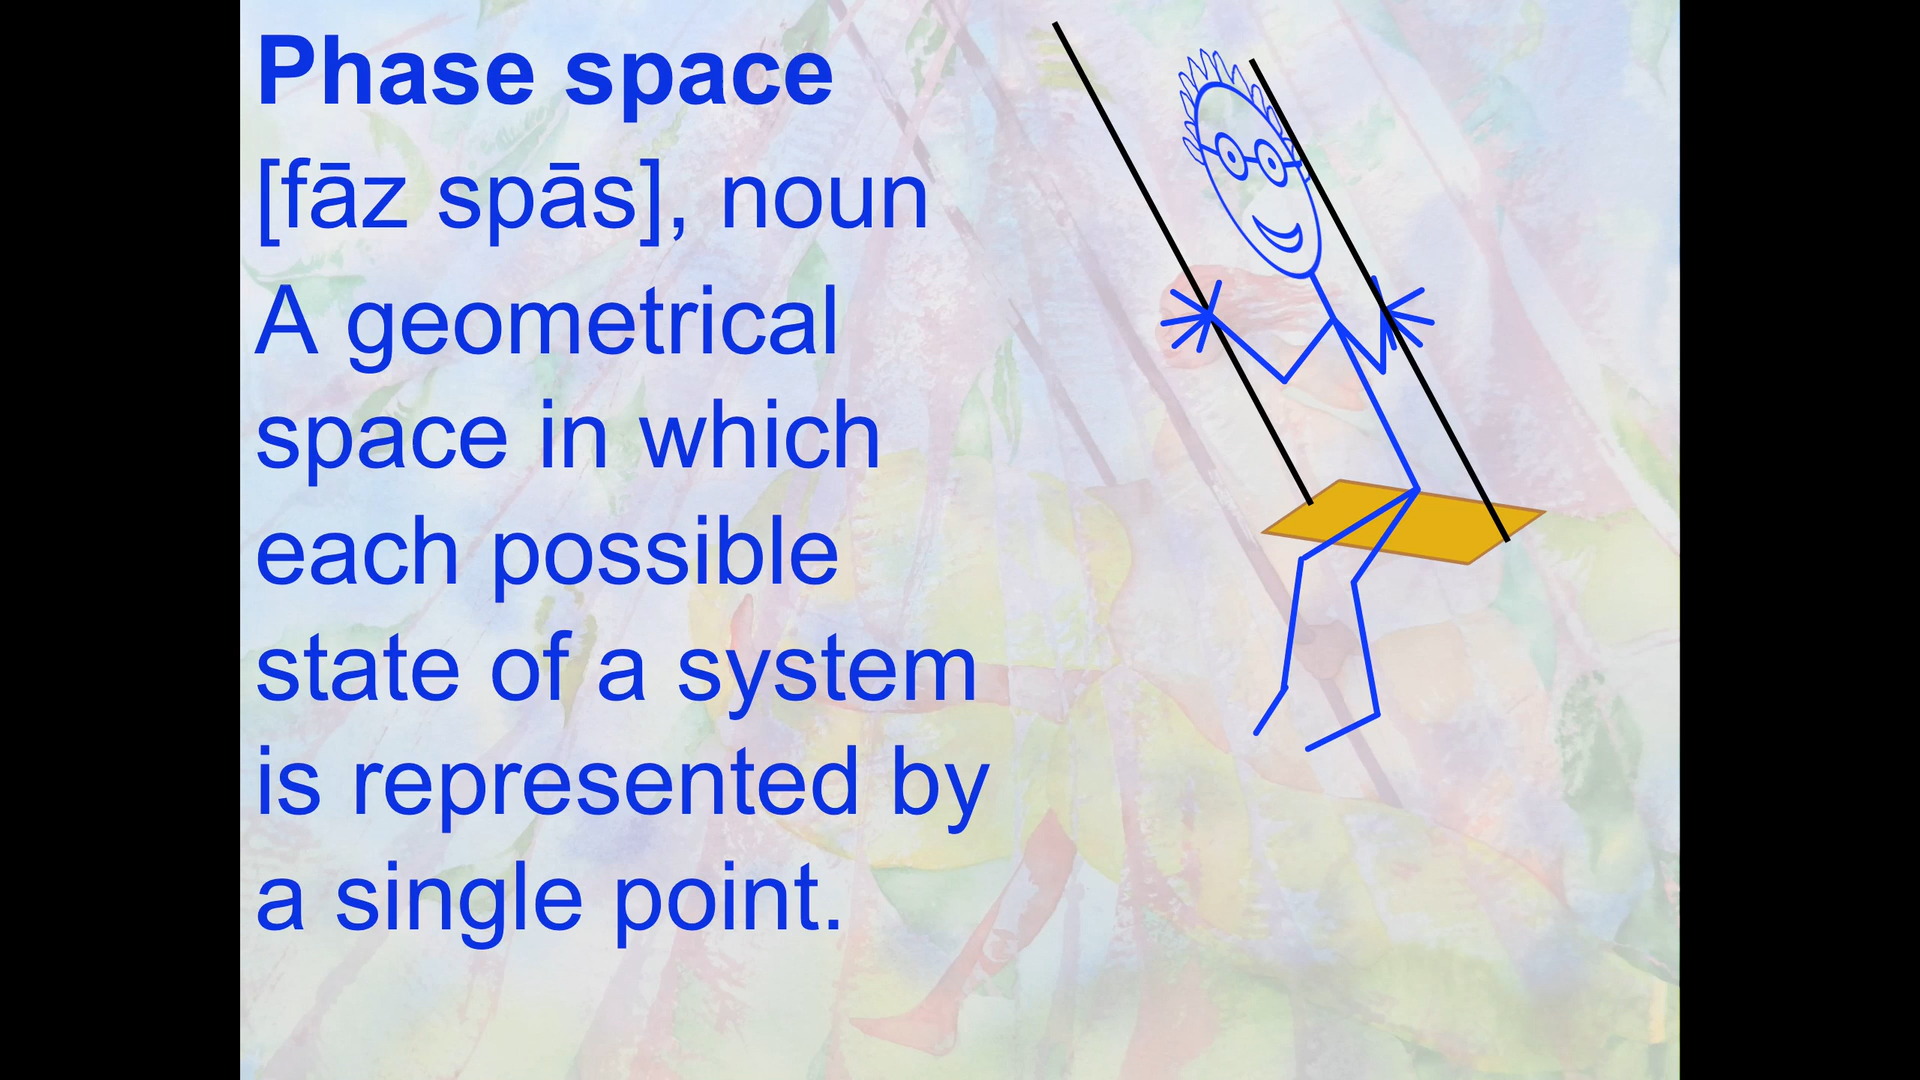 Phase space
[fāz spās], noun
A geometrical
space in which
each possible
state of a system
is represented by
a single point.